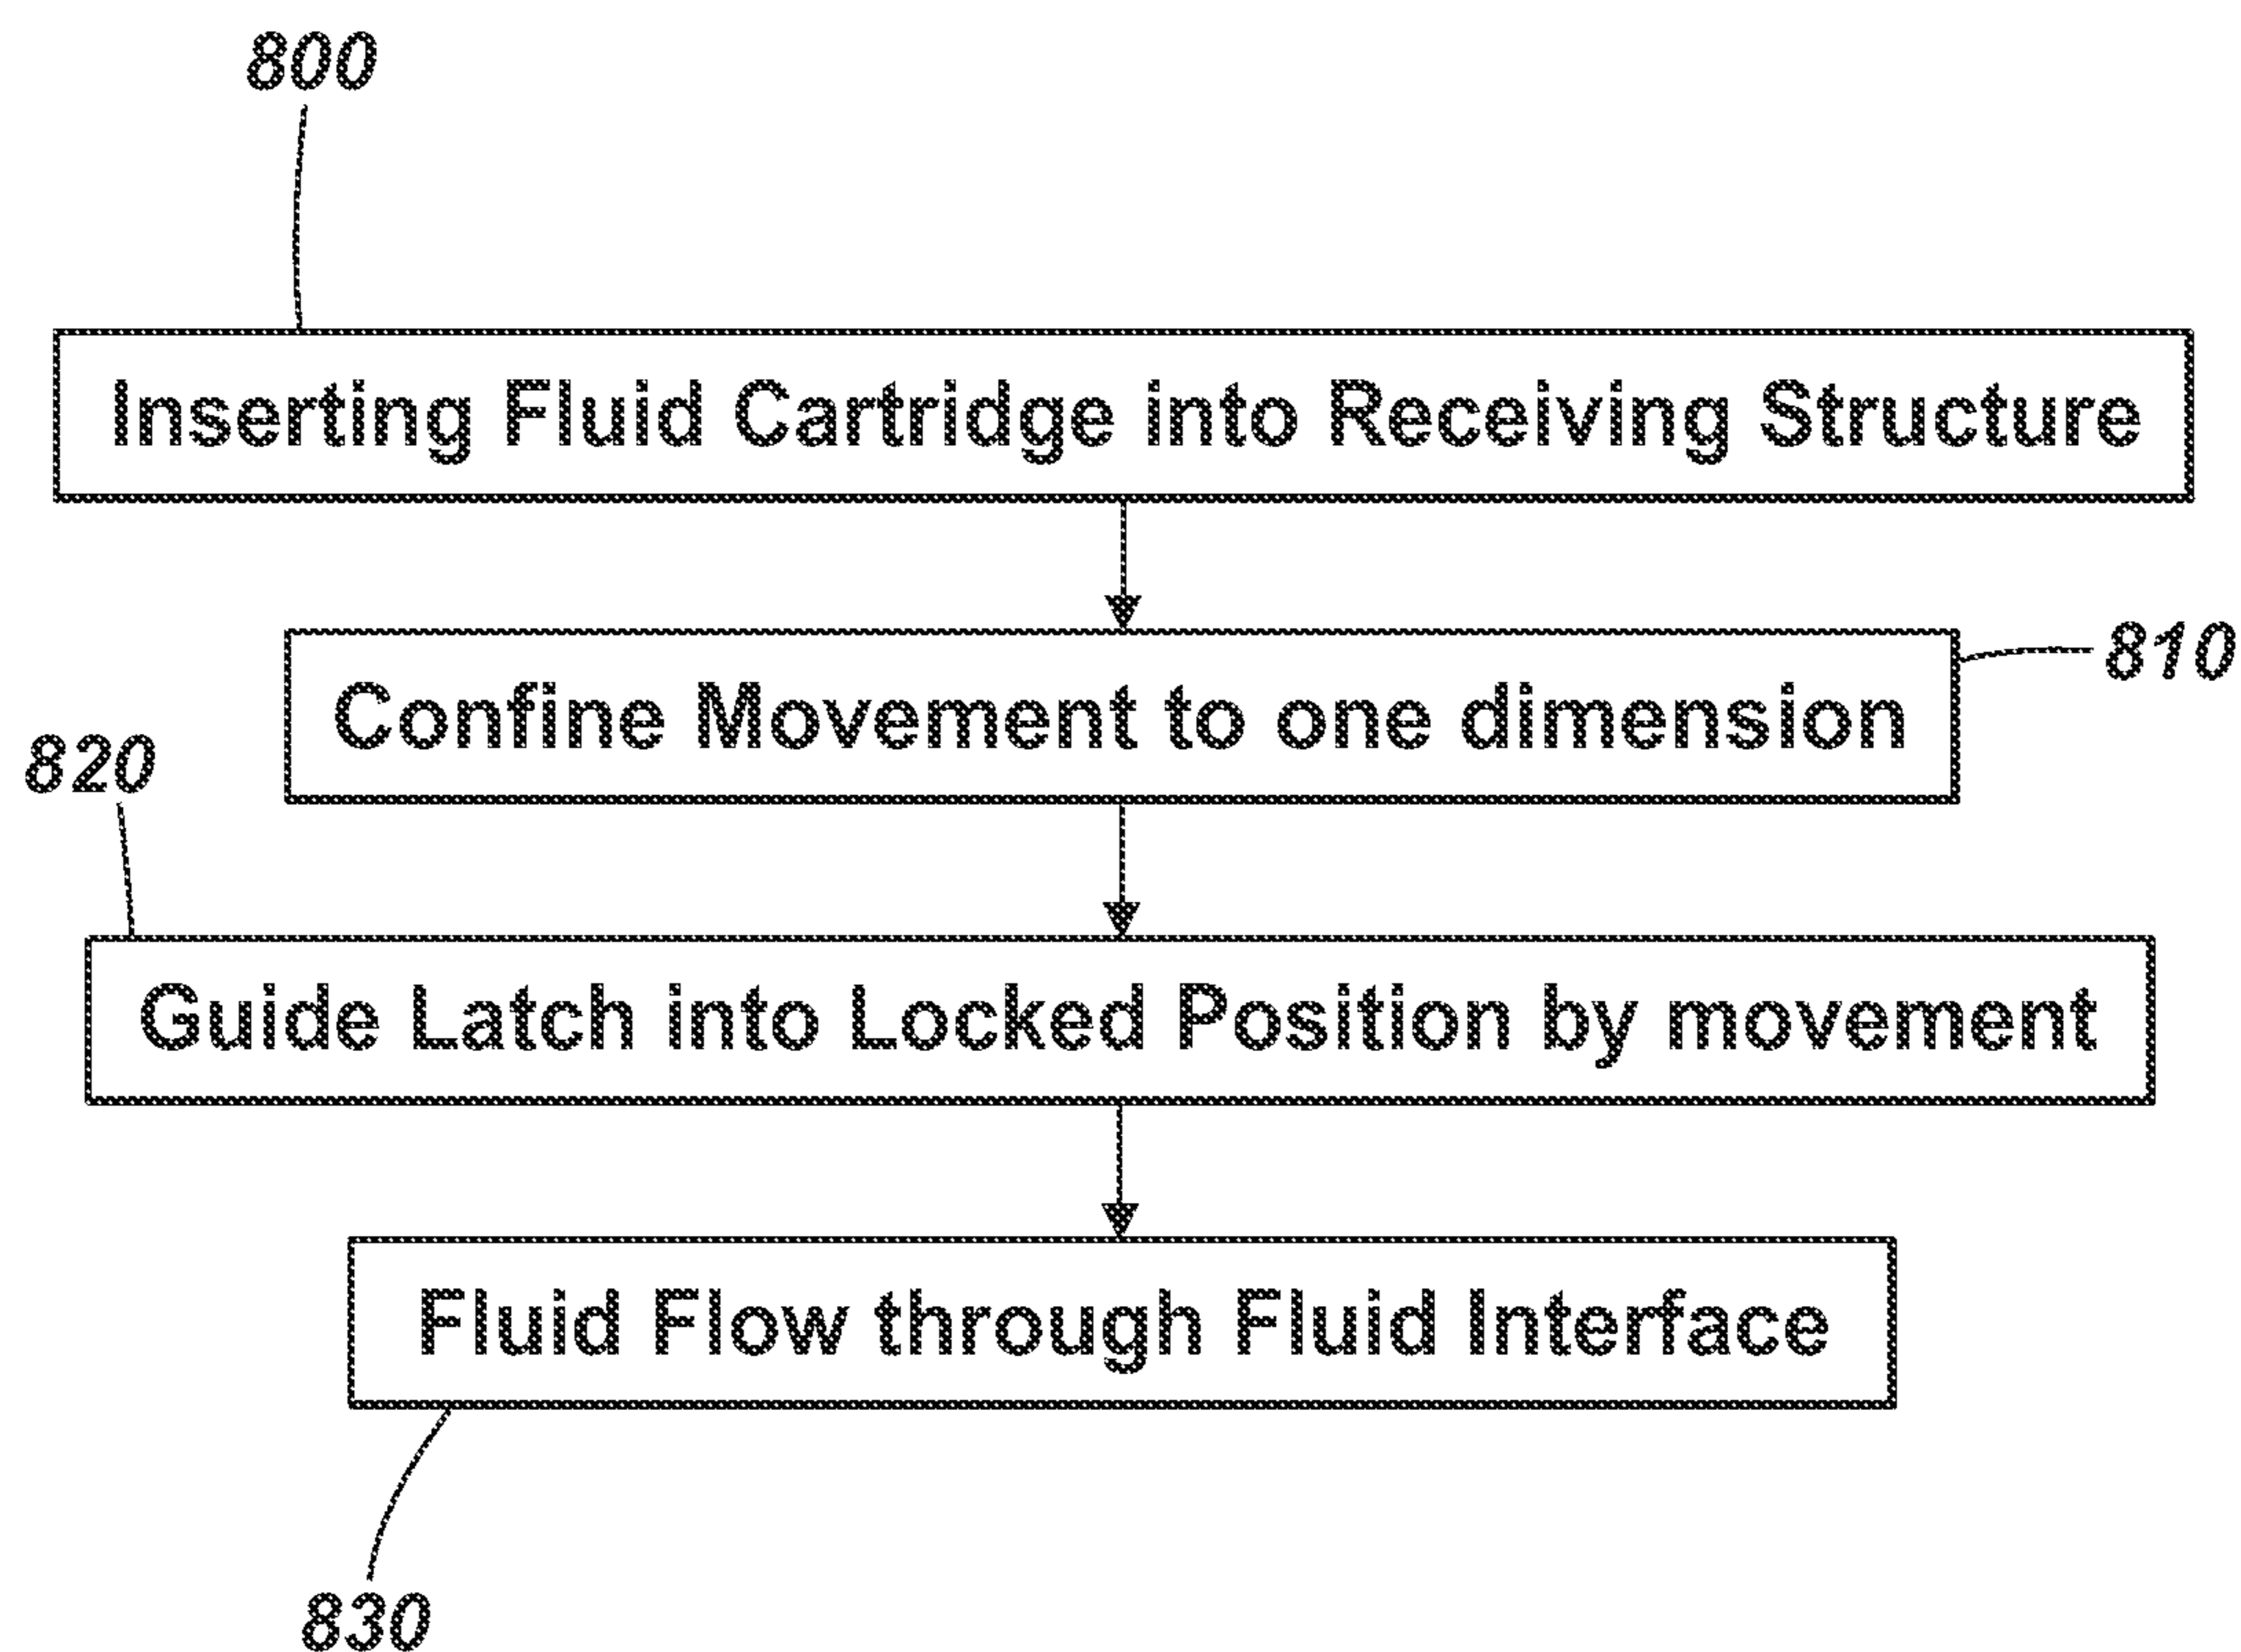 800
Inserting Fluid Cartridge into Receiving Structure
Confine Movement to one dimension
810
820
Guide Latch into Locked Position by movement
Fluid Flow through Fluid Interface
830